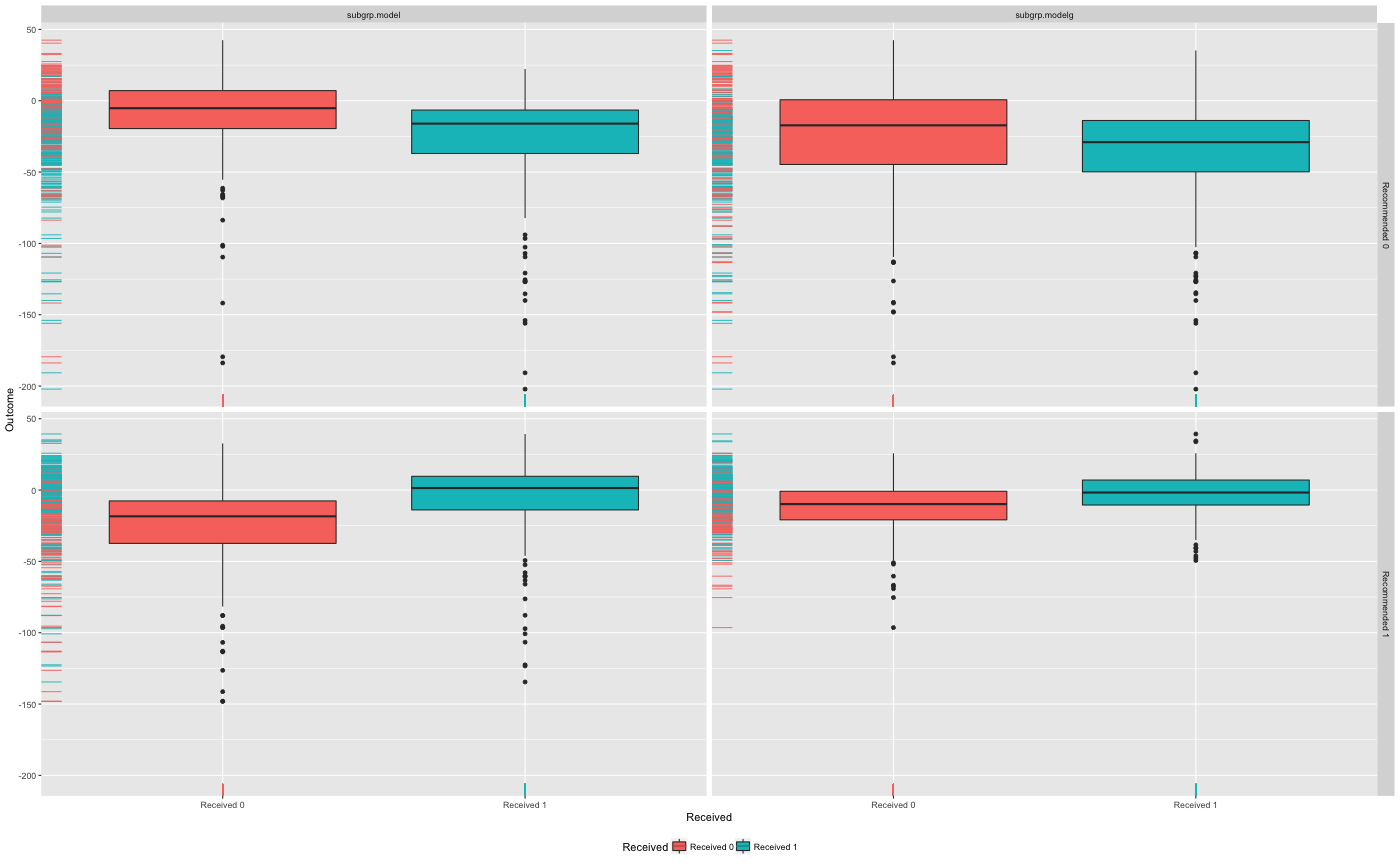 subgrp.model
subgrp.modelg
50
0
-50
-100
-150
-200
Recommended 0
Outcome
50
0
-50
-100
-150
-200
Recommended 1
Received 0
Received 1
Received 0
Received 1
Received
Received Received 0 Received 1